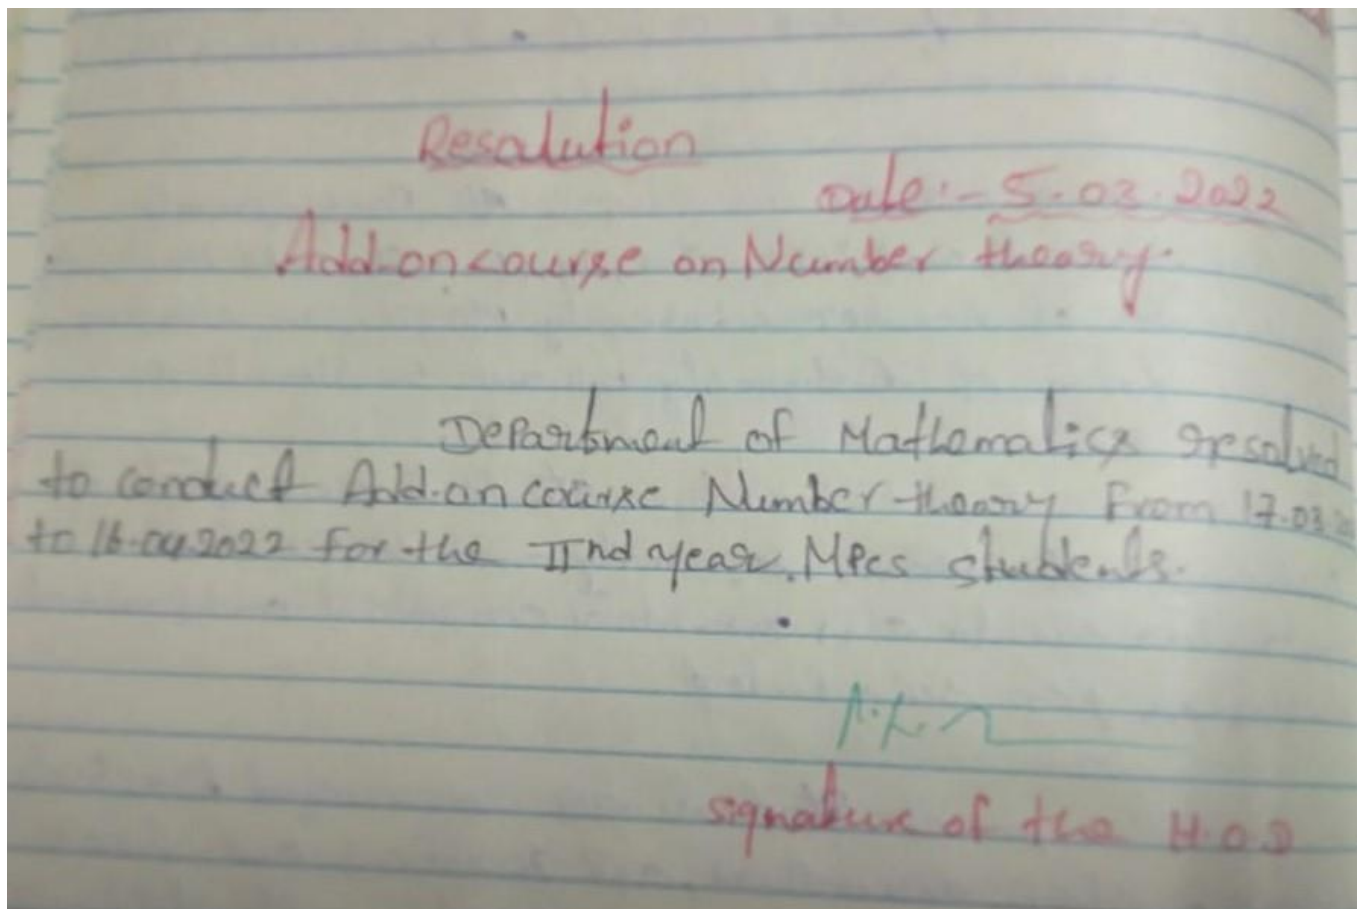 Resolution
Date:- 5.03.2022
Add-on course on Number theory.
Department of Mathematics resolved
to conduct Add-on course Number theory From 17.03.
to 16.04.2022 for the IInd year. MPCs students.
signature of the H.O.D